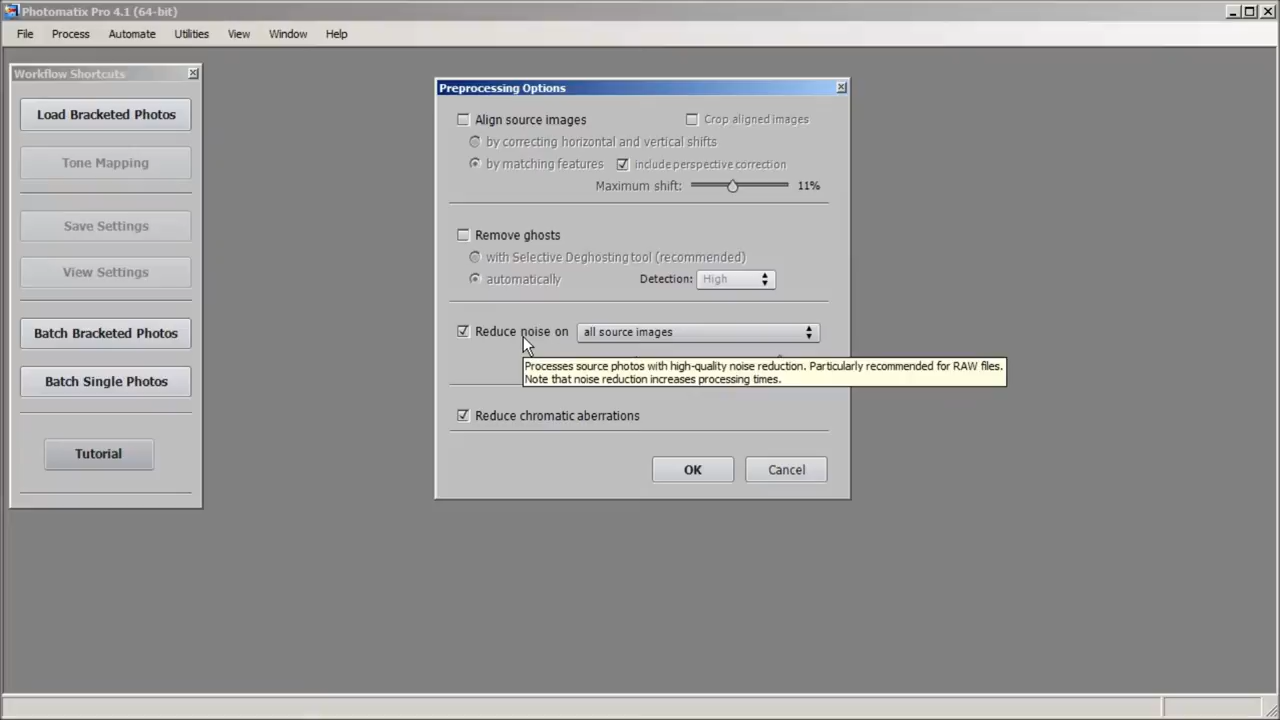 Photomatix Pro 4.1 (64-bit)
File Process Automate Utilities View Window Help
Workflow Shortcuts
Load Bracketed Photos
Tone Mapping
Save Settings
View Settings
Batch Bracketed Photos
Batch Single Photos
Tutorial
Preprocessing Options
Align source images Crop aligned images
by correcting horizontal and vertical shifts
by matching features include perspective correction
Maximum shift: 11%
Remove ghosts
with Selective Deghosting tool (recommended)
automatically Detection: High
Reduce noise on all source images
Processes source photos with high-quality noise reduction. Particularly recommended for RAW files.
Note that noise reduction increases processing times.
Reduce chromatic aberrations
OK Cancel